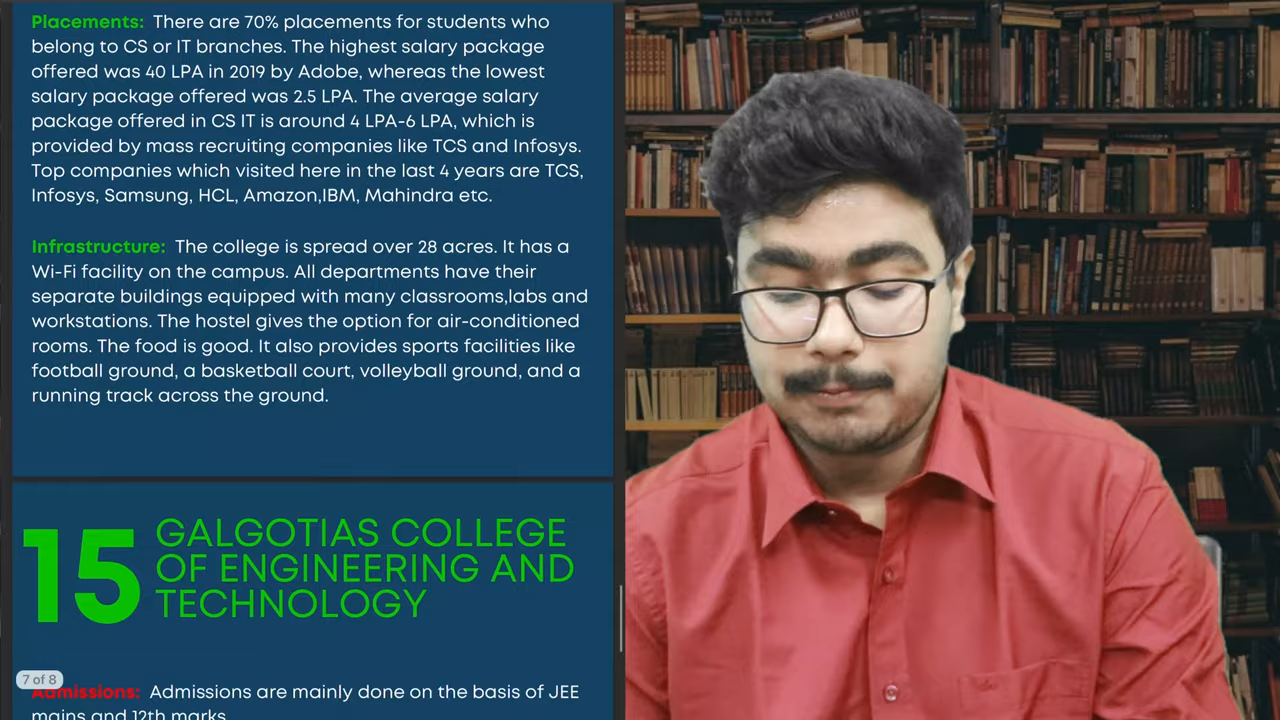 Placements: There are 70% placements for students who
belong to CS or IT branches. The highest salary package
offered was 40 LPA in 2019 by Adobe, whereas the lowest
salary package offered was 2.5 LPA. The average salary
package offered in CS IT is around 4 LPA-6 LPA, which is
provided by mass recruiting companies like TCS and Infosys.
Top companies which visited here in the last 4 years are TCS,
Infosys, Samsung, HCL, Amazon,IBM, Mahindra etc.
Infrastructure: The college is spread over 28 acres. It has a
Wi-Fi facility on the campus. All departments have their
separate buildings equipped with many classrooms,labs and
workstations. The hostel gives the option for air-conditioned
rooms. The food is good. It also provides sports facilities like
football ground, a basketball court, volleyball ground, and a
running track across the ground.
15
GALGOTIAS COLLEGE
OF ENGINEERING AND
TECHNOLOGY
7 of 8
Admissions: Admissions are mainly done on the basis of JEE
mains and 12th marks